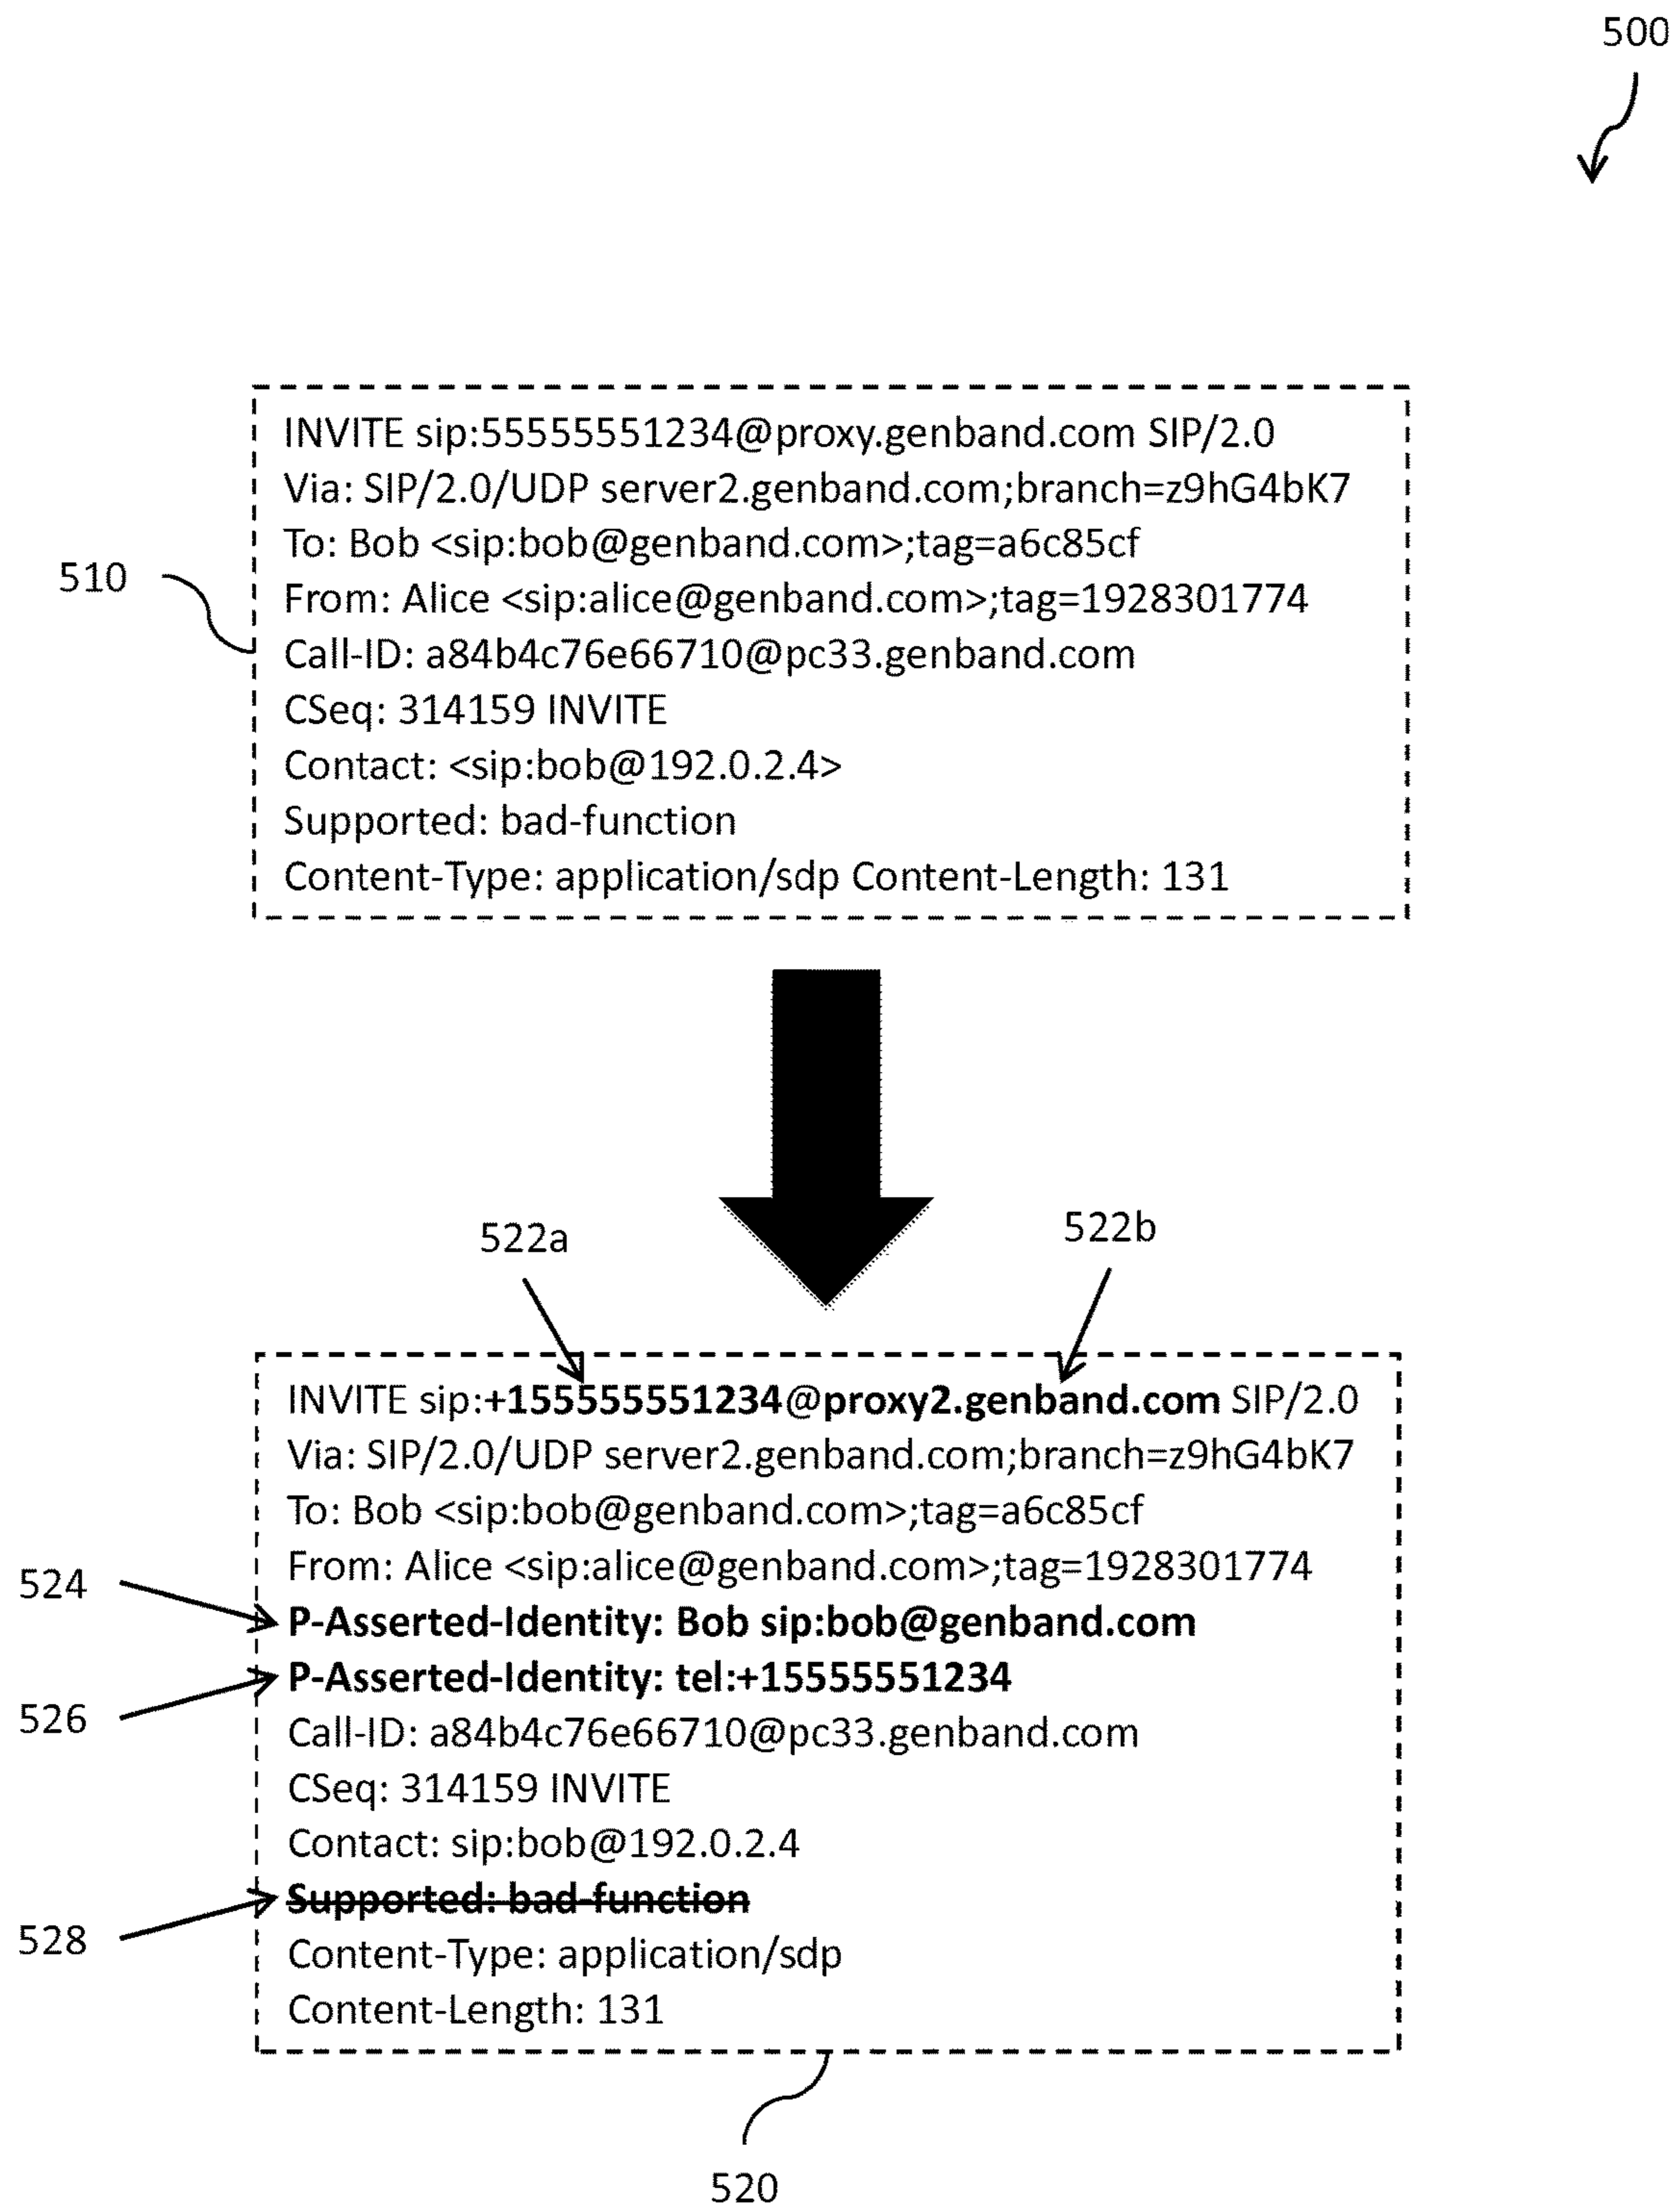 500
INVITE sip:55555551234@proxy.genband.com SIP/2.0
Via: SIP/2.0/UDP server2.genband.com;branch=z9hG4bK7
To: Bob <sip:bob@genband.com>;tag=a6c85cf
510
From: Alice <sip:alice@genband.com>;tag=1928301774
Call-ID: a84b4c76e66710@pc33.genband.com
CSeq: 314159 INVITE
Contact: <sip:bob@192.0.2.4>
Supported: bad-function
Content-Type: application/sdp Content-Length: 131
522a
522b
INVITE sip:+155555551234@proxy2.genband.com SIP/2.0
Via: SIP/2.0/UDP server2.genband.com;branch=z9hG4bK7
To: Bob <sip:bob@genband.com>;tag=a6c85cf
From: Alice <sip:alice@genband.com>;tag=1928301774
524
P-Asserted-Identity: Bob sip:bob@genband.com
P-Asserted-Identity: tel:+15555551234
526
Call-ID: a84b4c76e66710@pc33.genband.com
CSeq: 314159 INVITE
Contact: sip:bob@192.0.2.4
Supported: bad-function
528
Content-Type: application/sdp
Content-Length: 131
520